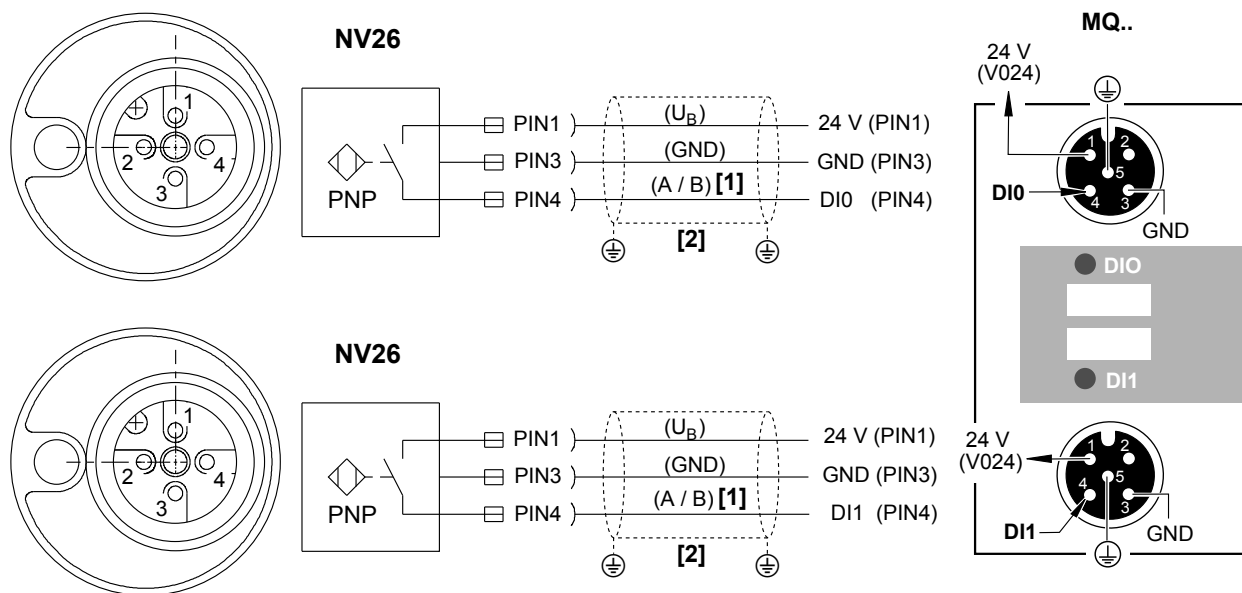 NV26
1
2
4
3
PNP
PIN1
PIN3
PIN4
(UB)
(GND)
(A / B) [1]
[2]
24 V (PIN1)
GND (PIN3)
DI0 (PIN4)
NV26
1
2
4
3
PNP
PIN1
PIN3
PIN4
(UB)
(GND)
(A / B) [1]
[2]
24 V (PIN1)
GND (PIN3)
DI1 (PIN4)
MQ..
24 V
(V024)
1 2
5
4 3
DI0
GND
DIO
DI1
24 V
(V024)
1 2
5
4 3
DI1
GND